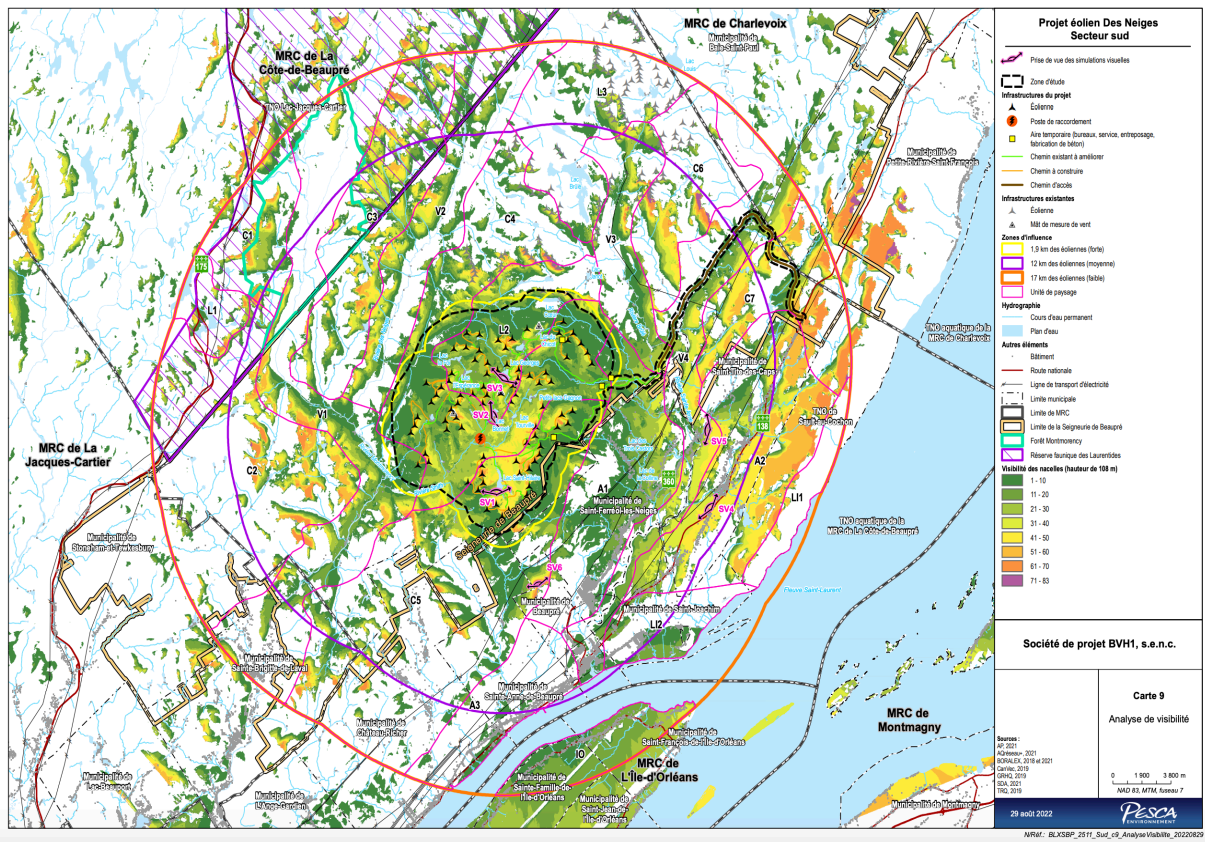 MRC de Charlevoix
Municipalité de
Baie-Saint-Paul
MRC de La
Côte-de-Beaupré
TNO Lac-Jacques-Cartier
L3
Municipalité de
Petite-Rivière-Saint-François
C6
V2
C3
C4
C1
V3
175
L1
C7
L2
TNO aquatique de la
MRC de Charlevoix
V4
Municipalité de
Saint-Tite-des-Caps
SV3
SV2
V1
TNO de
Sault-au-Cochon
138
SV5
MRC de La
Jacques-Cartier
C2
A2
360
A1
LI1
SV1
Municipalité de
Saint-Ferréol-les-Neiges
SV4
Seigneurie de Beaupré
TNO aquatique de la
MRC de La Côte-de-Beaupré
Municipalité de
Stoneham-et-Tewkesbury
SV6
Fleuve Saint-Laurent
C5
Municipalité de
Beaupré
Municipalité de Saint-Joachim
LI2
Municipalité de
Sainte-Brigitte-de-Laval
Municipalité de
Sainte-Anne-de-Beaupré
A3
MRC de
Montmagny
Municipalité de
Château-Richer
Municipalité de
Saint-François-de-l'Île-d'Orléans
IO
MRC de
L'Île-d'Orléans
Municipalité de
Lac-Beauport
Municipalité de
Sainte-Famille-de-
l'Île-d'Orléans
Municipalité de
L'Ange-Gardien
Municipalité de
Saint-Jean-de-
l'Île-d'Orléans
Municipalité de Montmagny
Projet éolien Des Neiges
Secteur sud
Prise de vue des simulations visuelles
Zone d'étude
Infrastructures du projet
Éolienne
Poste de raccordement
Aire temporaire (bureaux, service, entreposage,
fabrication de béton)
Chemin existant à améliorer
Chemin à construire
Chemin d'accès
Infrastructures existantes
Éolienne
Mât de mesure de vent
Zones d'influence
1,9 km des éoliennes (forte)
12 km des éoliennes (moyenne)
17 km des éoliennes (faible)
Unité de paysage
Hydrographie
Cours d'eau permanent
Plan d'eau
Autres éléments
Bâtiment
Route nationale
Ligne de transport d'électricité
Limite municipale
Limite de MRC
Limite de la Seigneurie de Beaupré
Forêt Montmorency
Réserve faunique des Laurentides
Visibilité des nacelles (hauteur de 108 m)
1 - 10
11 - 20
21 - 30
31 - 40
41 - 50
51 - 60
61 - 70
71 - 83
Société de projet BVH1, s.e.n.c.
Carte 9
Analyse de visibilité
Sources :
AP, 2021
AQréseau+, 2021
BORALEX, 2018 et 2021
CanVec, 2019
GRHQ, 2019
SDA, 2021
TRQ, 2019
0 1 900 3 800 m
NAD 83, MTM, fuseau 7
29 août 2022
PESCA
ENVIRONNEMENT
N/Réf.: BLXSBP_2511_Sud_c9_AnalyseVisibilite_20220829